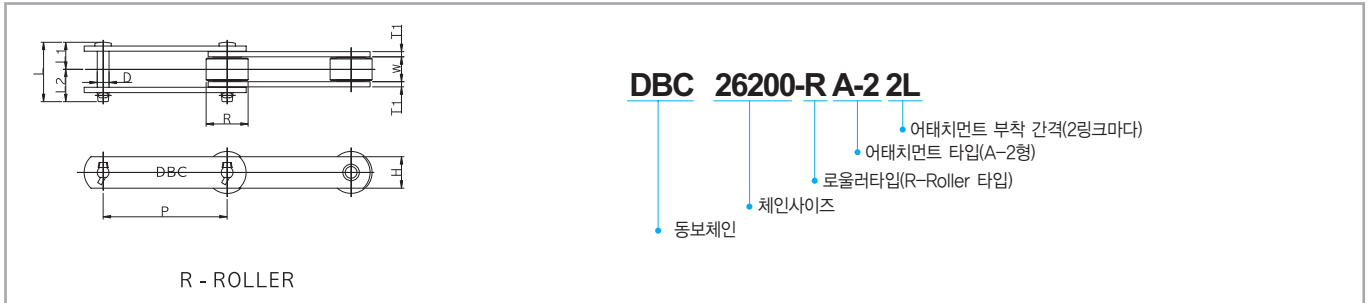 T1
L
L1
L2
D
W
R
T1
DBC
H
P
R - ROLLER
DBC 26200-R A-2 2L
어태치먼트 부착 간격(2링크마다)
어태치먼트 타입(A-2형)
로울러타입(R-Roller 타입)
체인사이즈
동보체인